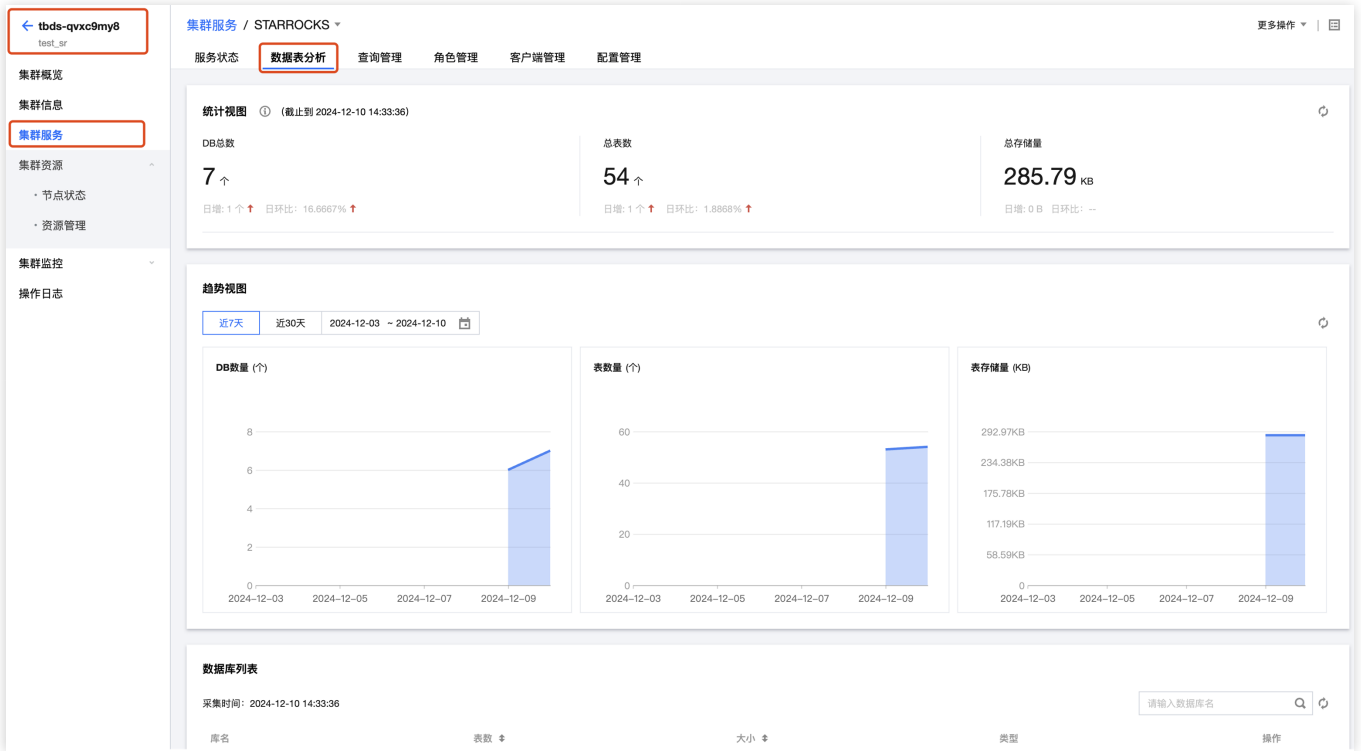 tbds-qvxc9my8
test_sr
集群概览
集群信息
集群服务
集群资源
· 节点状态
· 资源管理
集群监控
操作日志
集群服务 / STARROCKS
更多操作
服务状态 数据表分析 查询管理 角色管理 客户端管理 配置管理
统计视图 (截止到 2024-12-10 14:33:36)
DB总数 总表数 总存储量
7 个 54 个 285.79 KB
日增: 1 个 日环比: 16.6667% 日增: 1 个 日环比: 1.8868% 日增: 0 B 日环比: --
趋势视图
近7天 近30天 2024-12-03 ~ 2024-12-10
DB数量 (个)
8
6
4
2
0
2024-12-03 2024-12-05 2024-12-07 2024-12-09
表数量 (个)
60
40
20
0
2024-12-03 2024-12-05 2024-12-07 2024-12-09
表存储量 (KB)
292.97KB
234.38KB
175.78KB
117.19KB
58.59KB
0
2024-12-03 2024-12-05 2024-12-07 2024-12-09
数据库列表
采集时间: 2024-12-10 14:33:36 请输入数据库名
库名 表数 大小 类型 操作